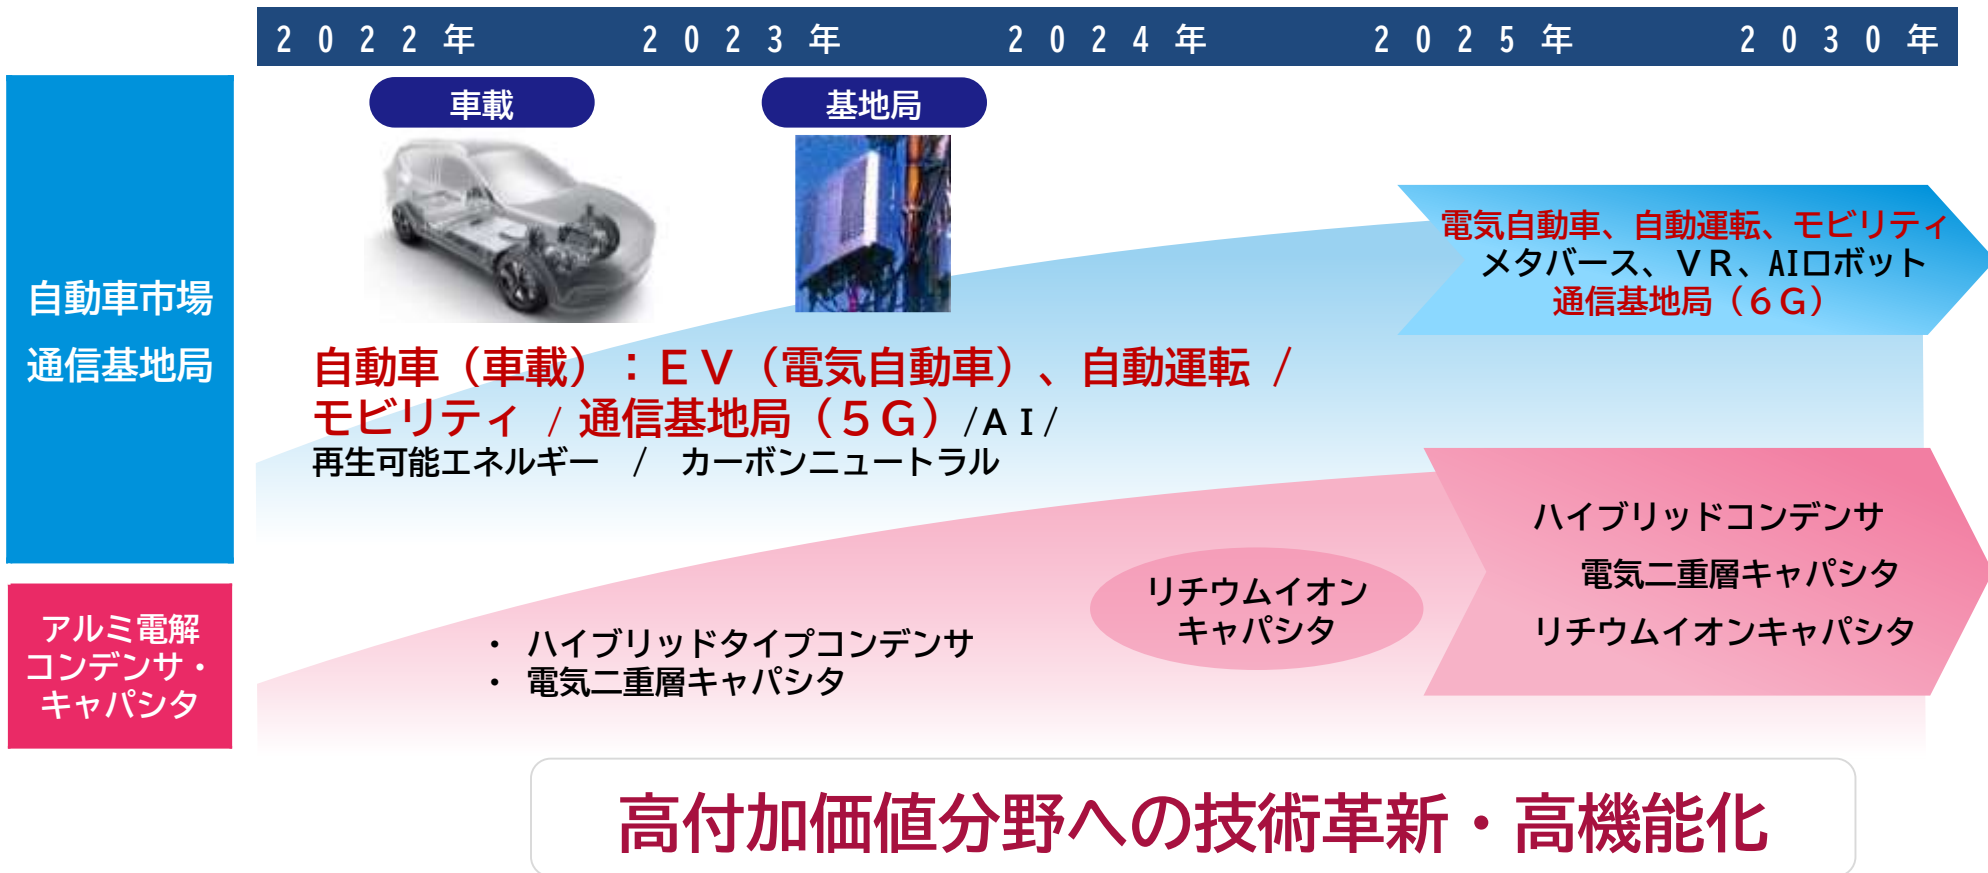 2022年 2023年 2024年 2025年 2030年
車載
基地局
自動車市場
通信基地局
電気自動車、自動運転、モビリティ
メタバース、ＶＲ、AIロボット
通信基地局（６Ｇ）
自動車（車載）：ＥＶ（電気自動車）、自動運転 /
モビリティ / 通信基地局（５Ｇ）/ＡＩ/
再生可能エネルギー / カーボンニュートラル
アルミ電解
コンデンサ・
キャパシタ
・ ハイブリッドタイプコンデンサ
・ 電気二重層キャパシタ
リチウムイオン
キャパシタ
ハイブリッドコンデンサ
電気二重層キャパシタ
リチウムイオンキャパシタ
高付加価値分野への技術革新・高機能化